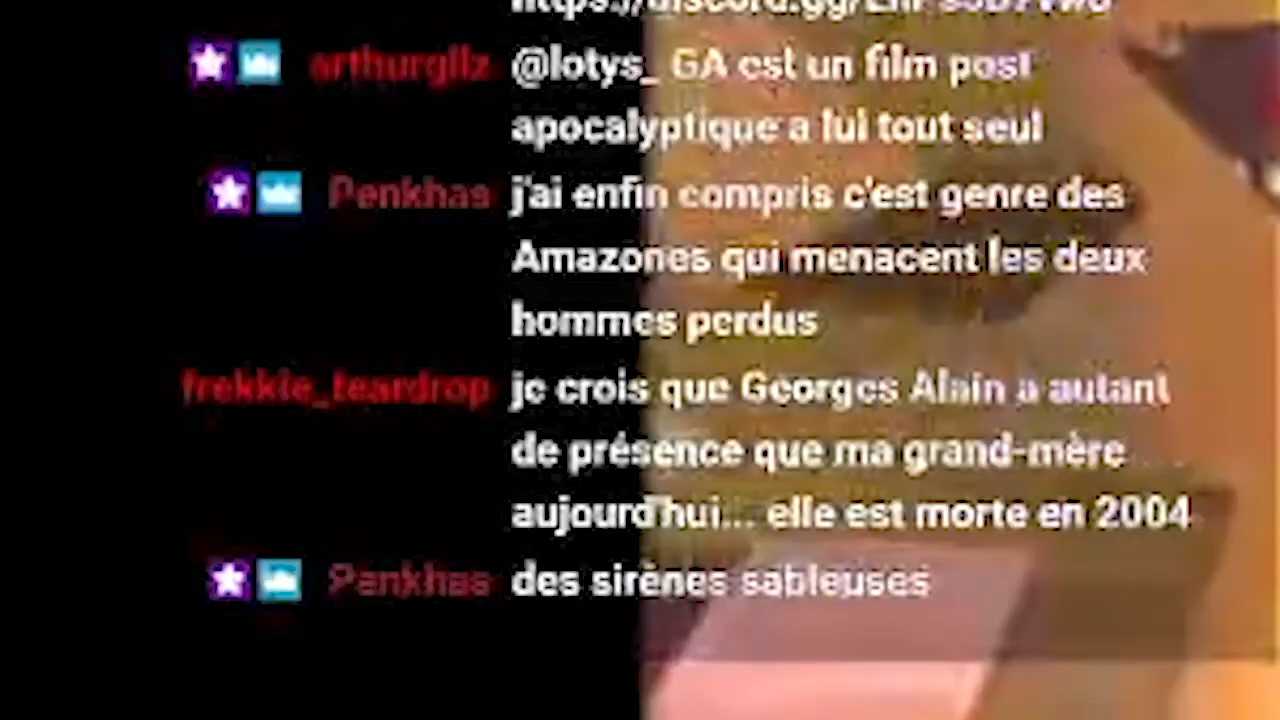 arthurgllz @lotys_ GA est un film post
apocalyptique a lui tout seul
Penkhas j'ai enfin compris c'est genre des
Amazones qui menacent les deux
hommes perdus
frekkie_teardrop je crois que Georges Alain a autant
de présence que ma grand-mère
aujourd'hui... elle est morte en 2004
Penkhas des sirènes sableuses